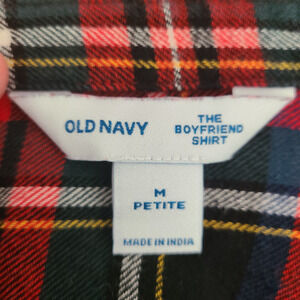 OLD NAVY
THE
BOYFRIEND
SHIRT
M
PETITE
MADE IN INDIA